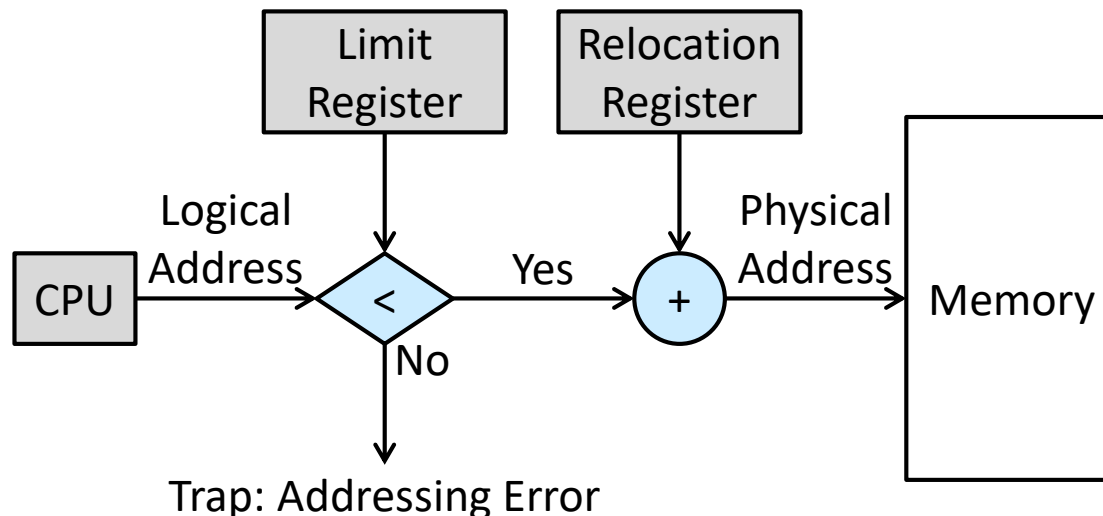 Limit
Register
Relocation
Register
Logical
Address
Physical
Address
CPU
<
Yes
+
Memory
No
Trap: Addressing Error